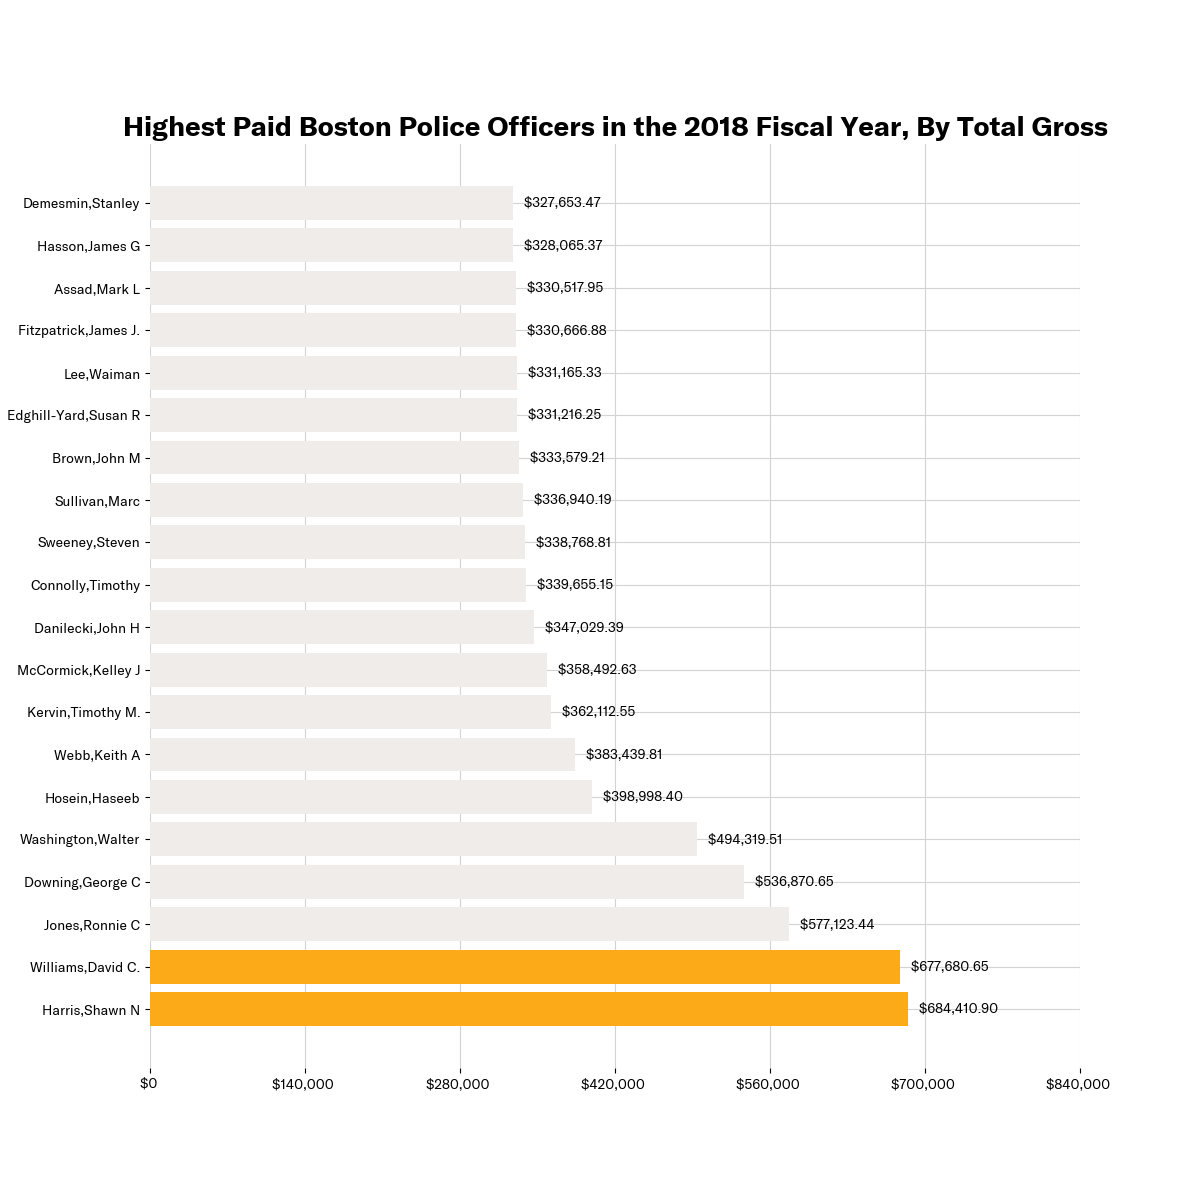 Highest Paid Boston Police Officers in the 2018 Fiscal Year, By Total Gross
Demesmin,Stanley $327,653.47
Hasson,James G $328,065.37
Assad,Mark L $330,517.95
Fitzpatrick,James J. $330,666.88
Lee,Waiman $331,165.33
Edghill-Yard,Susan R $331,216.25
Brown,John M $333,579.21
Sullivan,Marc $336,940.19
Sweeney,Steven $338,768.81
Connolly,Timothy $339,655.15
Danilecki,John H $347,029.39
McCormick,Kelley J $358,492.63
Kervin,Timothy M. $362,112.55
Webb,Keith A $383,439.81
Hosein,Haseeb $398,998.40
Washington,Walter $494,319.51
Downing,George C $536,870.65
Jones,Ronnie C $577,123.44
Williams,David C. $677,680.65
Harris,Shawn N $684,410.90
$0 $140,000 $280,000 $420,000 $560,000 $700,000 $840,000